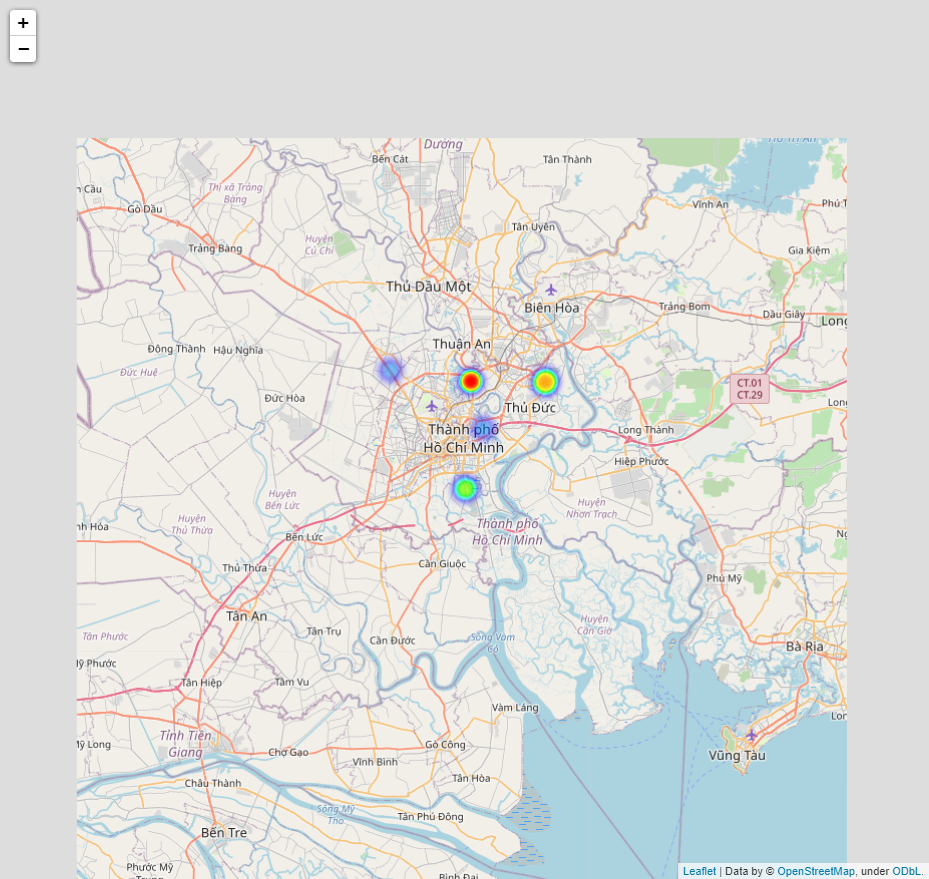 +
−
Dương
Bến Cát
Tân Thành
n Cầu
Thị xã Trảng
Bàng
Gò Dầu
Vĩnh An
Tân Uyên
Trảng Bàng
Huyện
Củ Chi
Gia Kiệm
Thủ Dầu Một
Biên Hòa
Trảng Bom
Dầu Giây
Long
Thuận An
Đông Thành
Hậu Nghĩa
Đức Huệ
CT.01
CT.29
Đức Hòa
Thủ Đức
Thành phố
Hồ Chí Minh
Long Thành
Hiệp Phước
Huyện
Bến Lức
Huyện
Nhơn Trạch
Huyện
Thủ Thừa
Thành phố
Hồ Chí Minh
Bến Lức
Cần Giuộc
Thủ Thừa
Phú Mỹ
Tân An
Tân Trụ
Huyện
Cần Giờ
Tân Phước
Cần Đước
Sông Vàm
Cỏ
Bà Rịa
Mỹ Phước
Tân Hiệp
Tầm Vu
Vàm Láng
Tỉnh Tiền
Giang
Mỹ Long
Chợ Gạo
Gò Công
Vĩnh Bình
Vũng Tàu
Châu Thành
Tân Hòa
Sông Mỹ
Tho
Tân Phú Đông
Bến Tre
Phước Mỹ
Trung
Bình Đại
Leaflet | Data by © OpenStreetMap, under ODbL.